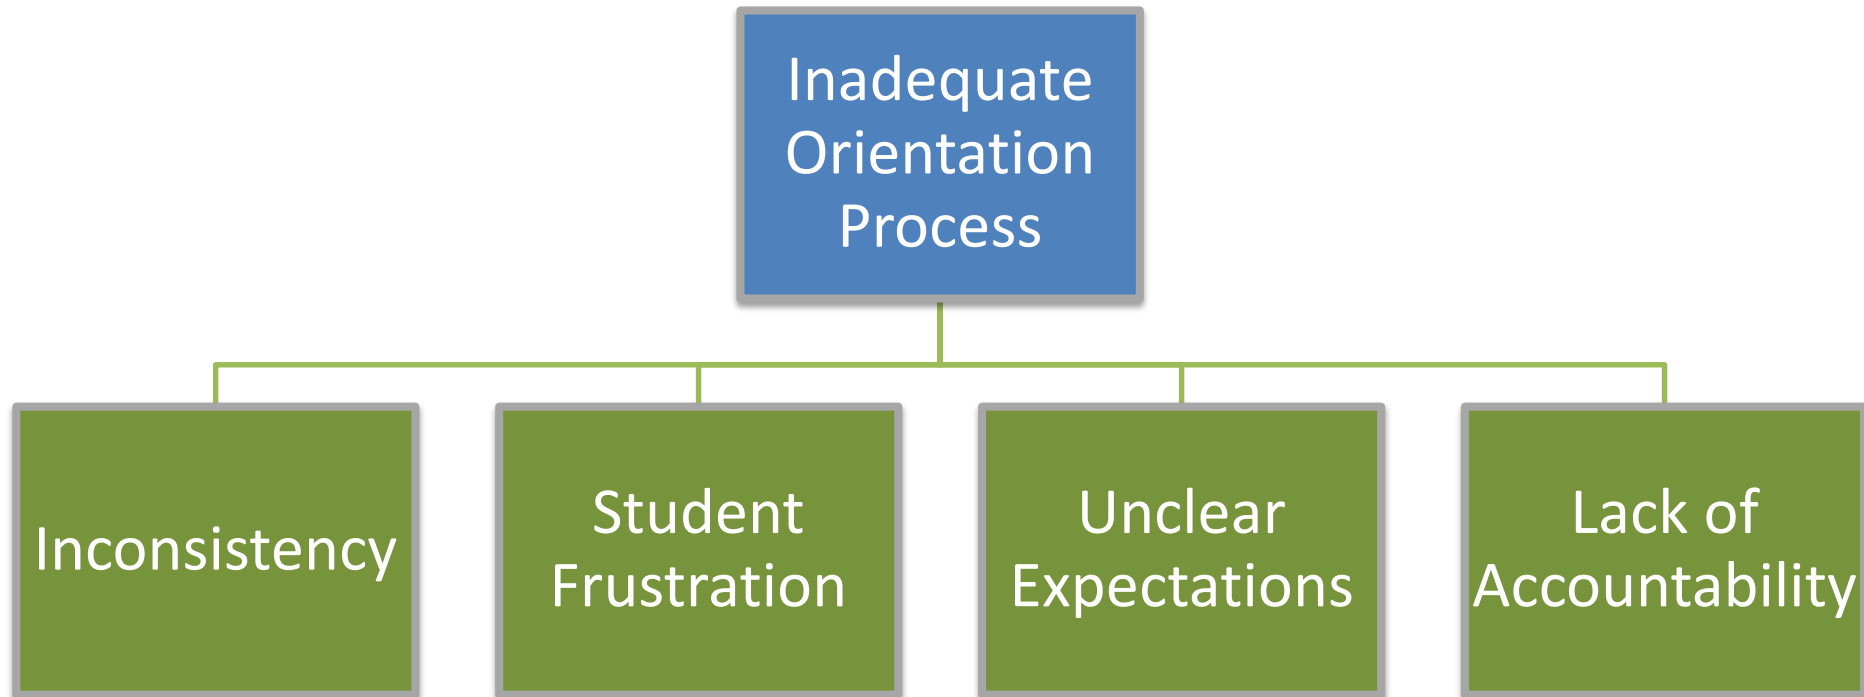 Inadequate
Orientation
Process
Inconsistency
Student
Frustration
Unclear
Expectations
Lack of
Accountability